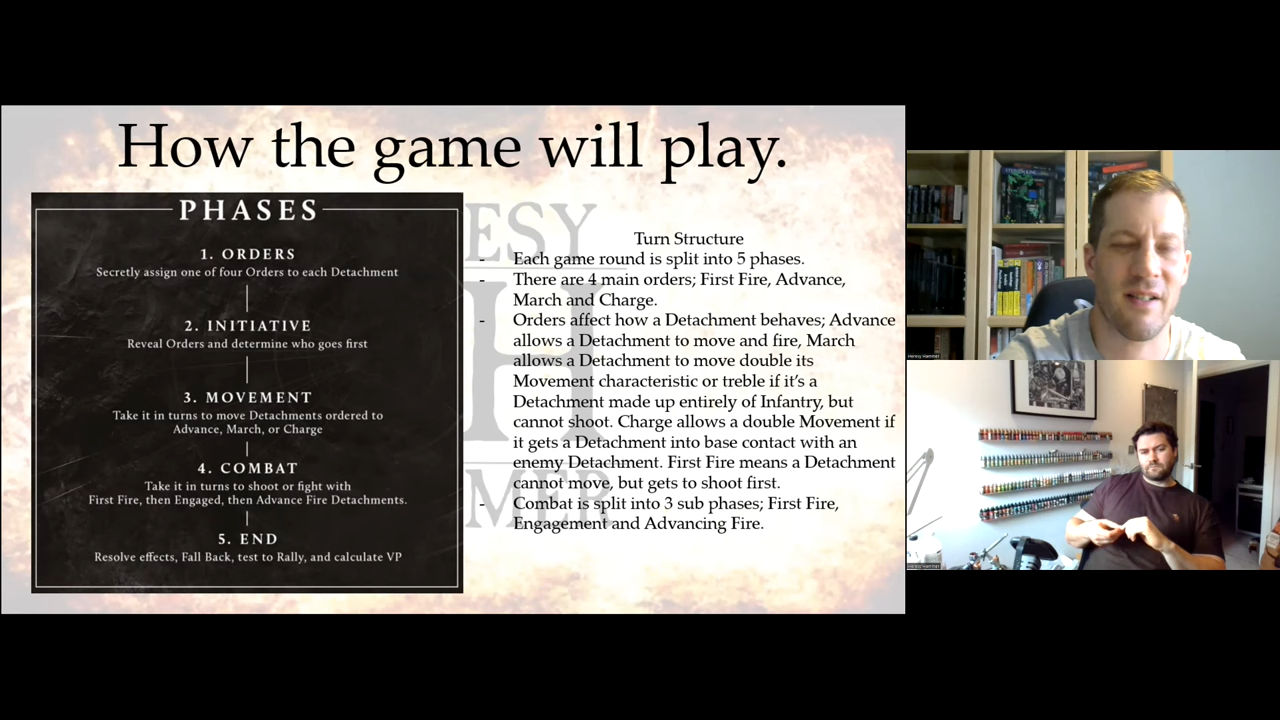 How the game will play.
PHASES
1. ORDERS
Secretly assign one of four Orders to each Detachment
2. INITIATIVE
Reveal Orders and determine who goes first
3. MOVEMENT
Take it in turns to move Detachments ordered to
Advance, March, or Charge
4. COMBAT
Take it in turns to shoot or fight with
First Fire, then Engaged, then Advance Fire Detachments.
5. END
Resolve effects, Fall Back, test to Rally, and calculate VP
ESY
H
MER
Turn Structure
- Each game round is split into 5 phases.
- There are 4 main orders; First Fire, Advance,
March and Charge.
- Orders affect how a Detachment behaves; Advance
allows a Detachment to move and fire, March
allows a Detachment to move double its
Movement characteristic or treble if it's a
Detachment made up entirely of Infantry, but
cannot shoot. Charge allows a double Movement if
it gets a Detachment into base contact with an
enemy Detachment. First Fire means a Detachment
cannot move, but gets to shoot first.
- Combat is split into 3 sub phases; First Fire,
Engagement and Advancing Fire.
Heresy Hammer
Heresy Hammer